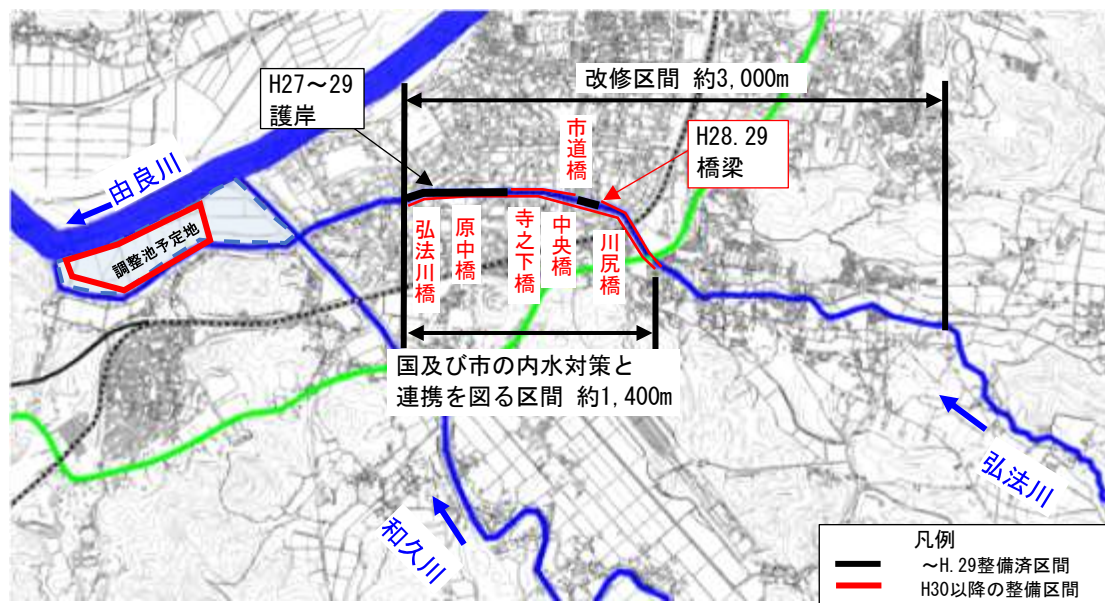 改修区間 約3,000m
H27～29
護岸
市道橋
H28.29
橋梁
由良川
調整池予定地
弘法川橋
原中橋
寺之下橋
中央橋
川尻橋
国及び市の内水対策と
連携を図る区間 約1,400m
弘法川
和久川
凡例
～H.29整備済区間
H30以降の整備区間